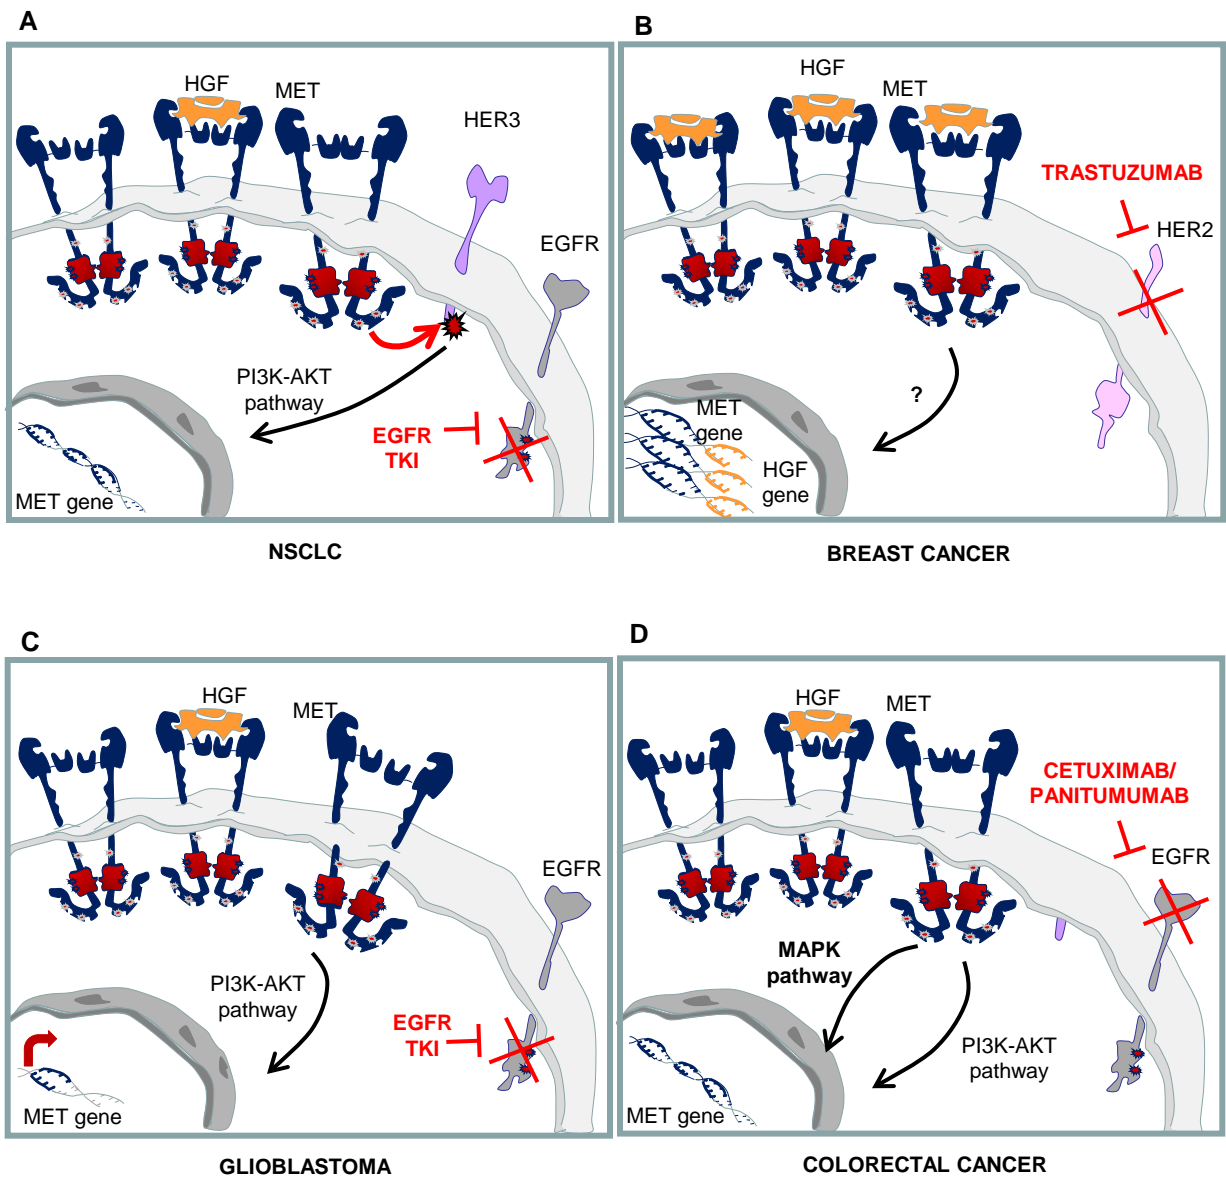 A
HGF
MET
HER3
EGFR
PI3K-AKT
pathway
EGFR
TKI
MET gene
NSCLC
B
HGF
MET
TRASTUZUMAB
HER2
?
MET
gene
HGF
gene
BREAST CANCER
C
HGF
MET
EGFR
PI3K-AKT
pathway
EGFR
TKI
MET gene
GLIOBLASTOMA
D
HGF
MET
CETUXIMAB/
PANITUMUMAB
EGFR
MAPK
pathway
PI3K-AKT
pathway
MET gene
COLORECTAL CANCER